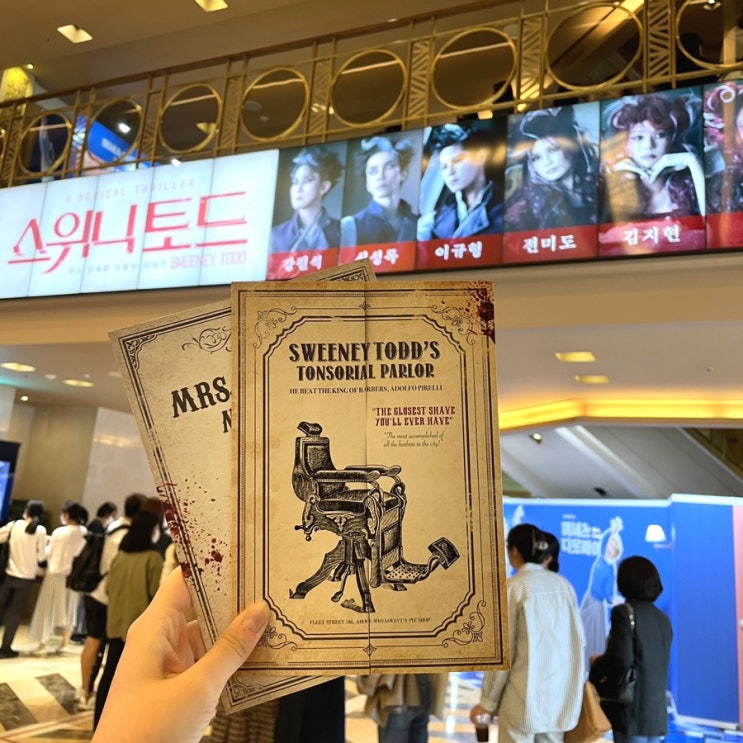 A MUSICAL THRILLER
스위니토드
SWEENEY TODD
강필석
신성록
이규형
전미도
김지현
MRS
SWEENEY TODD'S
TONSORIAL PARLOR
HE BEAT THE KING OF BARBERS, ADOLFO PIRELLI
"THE CLOSEST SHAVE
YOU'LL EVER HAVE"
"The most accomplished of
all the barbers in the city!"
FLEET STREET 186, ABOVE MRS.LOVETT'S PIE SHOP